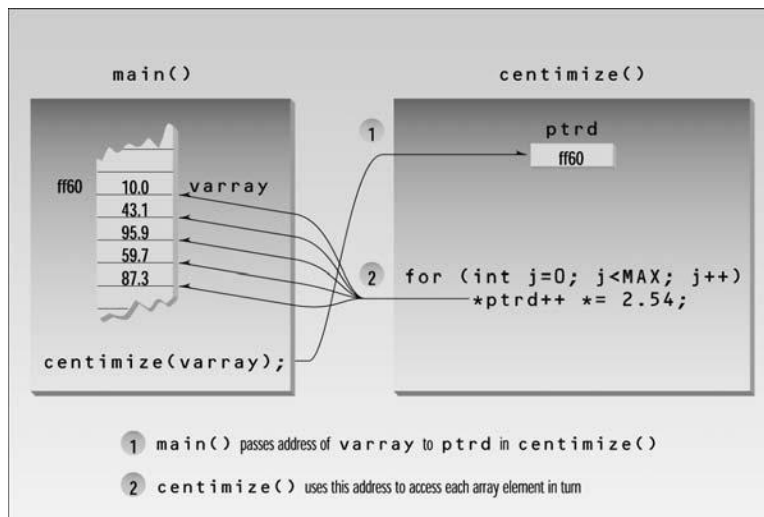 main()
centimize()
1
ptrd
ff60
ff60
10.0
varray
43.1
95.9
59.7
87.3
2
for (int j=0; j<MAX; j++)
*ptrd++ *= 2.54;
centimize(varray);
1 main() passes address of varray to ptrd in centimize()
2 centimize() uses this address to access each array element in turn